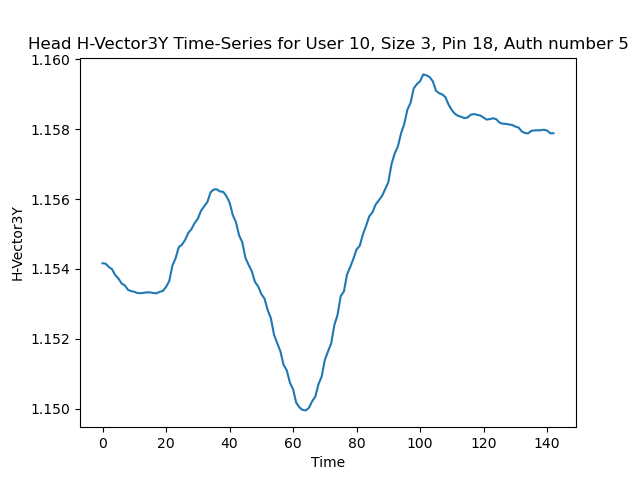 Head H-Vector3Y Time-Series for User 10, Size 3, Pin 18, Auth number 5
1.160
1.158
1.156
1.154
1.152
1.150
H-Vector3Y
0 20 40 60 80 100 120 140
Time